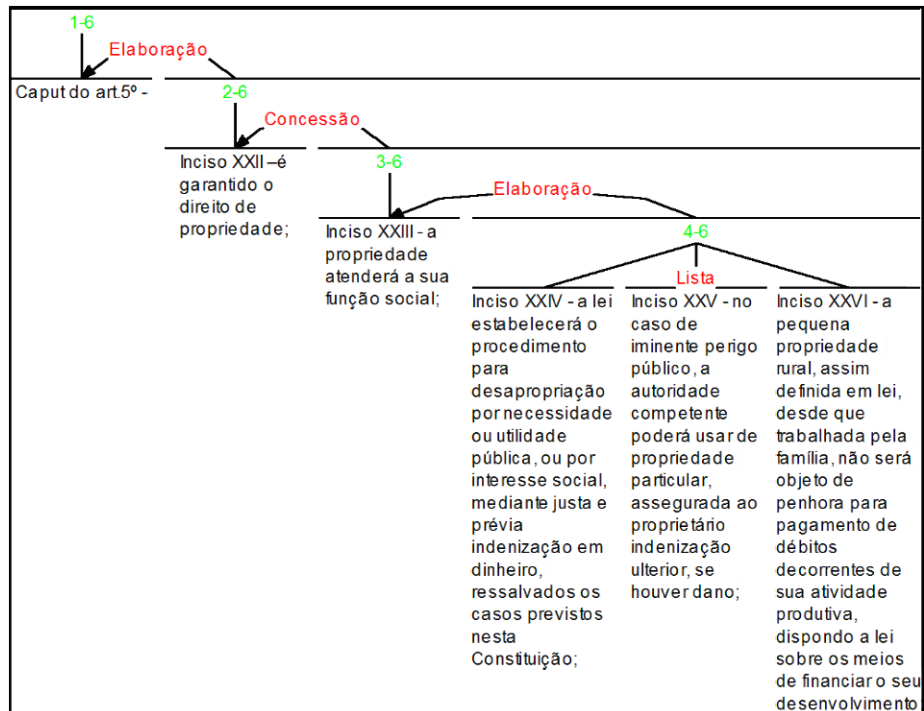 1-6
Elaboração
Caput do art.5º -
2-6
Concessão
Inciso XXII –é
garantido o
direito de
propriedade;
3-6
Elaboração
Inciso XXIII - a
propriedade
atenderá a sua
função social;
4-6
Lista
Inciso XXIV - a lei
estabelecerá o
procedimento
para
desapropriação
por necessidade
ou utilidade
pública, ou por
interesse social,
mediante justa e
prévia
indenização em
dinheiro,
ressalvados os
casos previstos
nesta
Constituição;
Inciso XXV - no
caso de
iminente perigo
público, a
autoridade
competente
poderá usar de
propriedade
particular,
assegurada ao
proprietário
indenização
ulterior, se
houver dano;
Inciso XXVI - a
pequena
propriedade
rural, assim
definida em lei,
desde que
trabalhada pela
família, não será
objeto de
penhora para
pagamento de
débitos
decorrentes de
sua atividade
produtiva,
dispondo a lei
sobre os meios
de financiar o seu
desenvolvimento